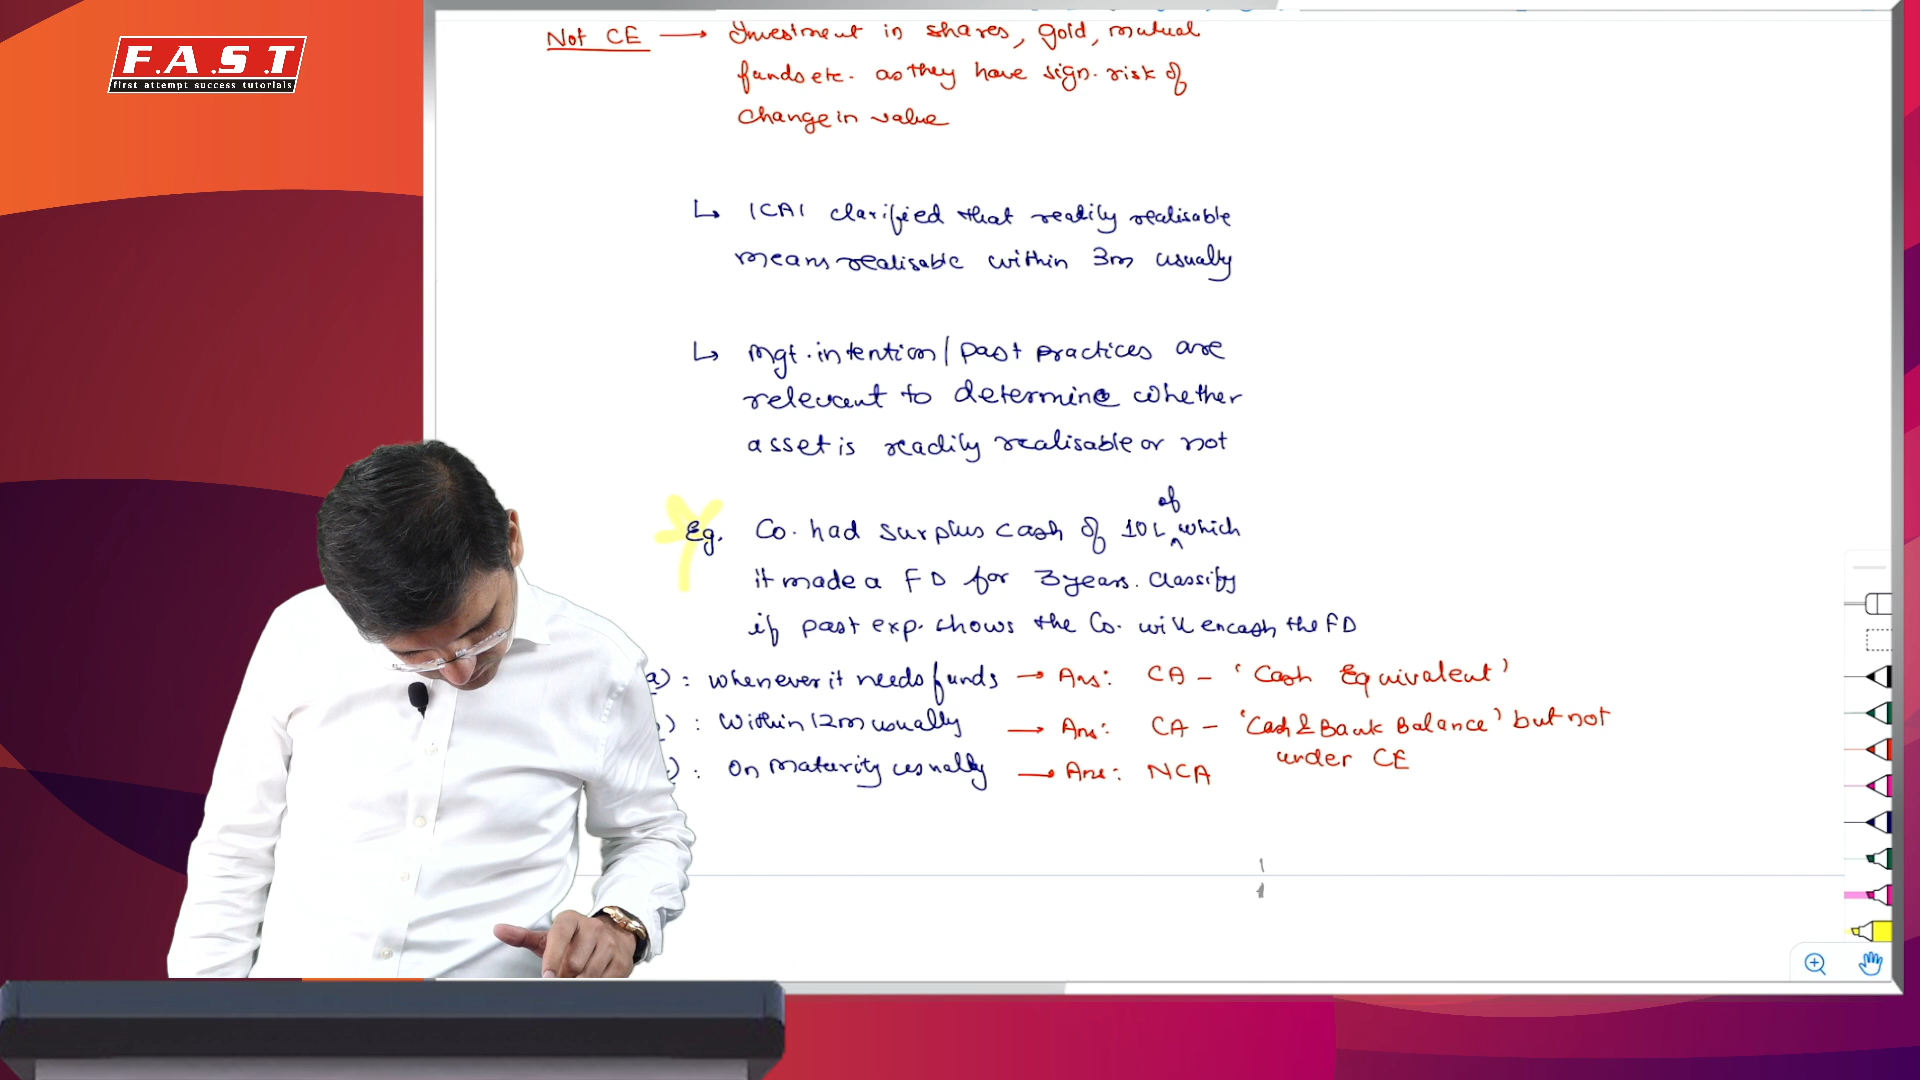 F.A.S.T
first attempt success tutorials
Not CE → Investment in shares, gold, mutual
funds etc. as they have sign. risk of
change in value
↳ ICAI clarified that readily realisable
means realisable within 3m usually
↳ Mgt. intention/past practices are
relevant to determine whether
asset is readily realisable or not
of
Eg. Co. had surplus cash of 10L ^ which
it made a FD for 3 years. Classify
if past exp. shows the Co. will encash the FD
a) : Whenever it needs funds → Ans: CA - 'Cash Equivalent'
) : Within 12m usually → Ans: CA - 'Cash & Bank Balance' but not
under CE
) : On maturity usually → Ans: NCA